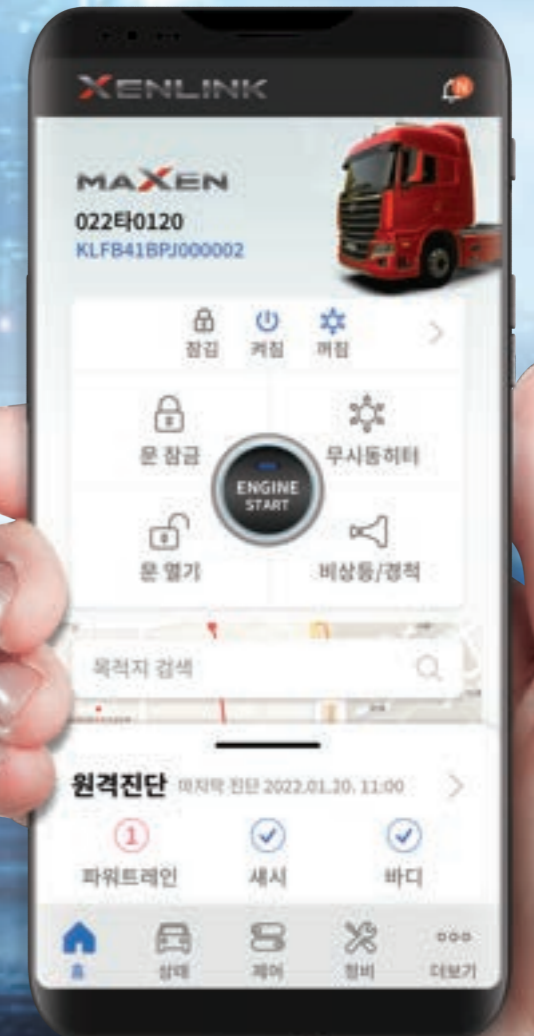 XENLINK
N
MAXEN
022타0120
KLFB41BPJ000002
잠김 켜짐 꺼짐
문 잠금 무시동히터
ENGINE
START
문 열기 비상등/경적
목적지 검색
원격진단 마지막 진단 2022.01.20. 11:00
1
파워트레인 섀시 바디
홈 상태 제어 정비 더보기